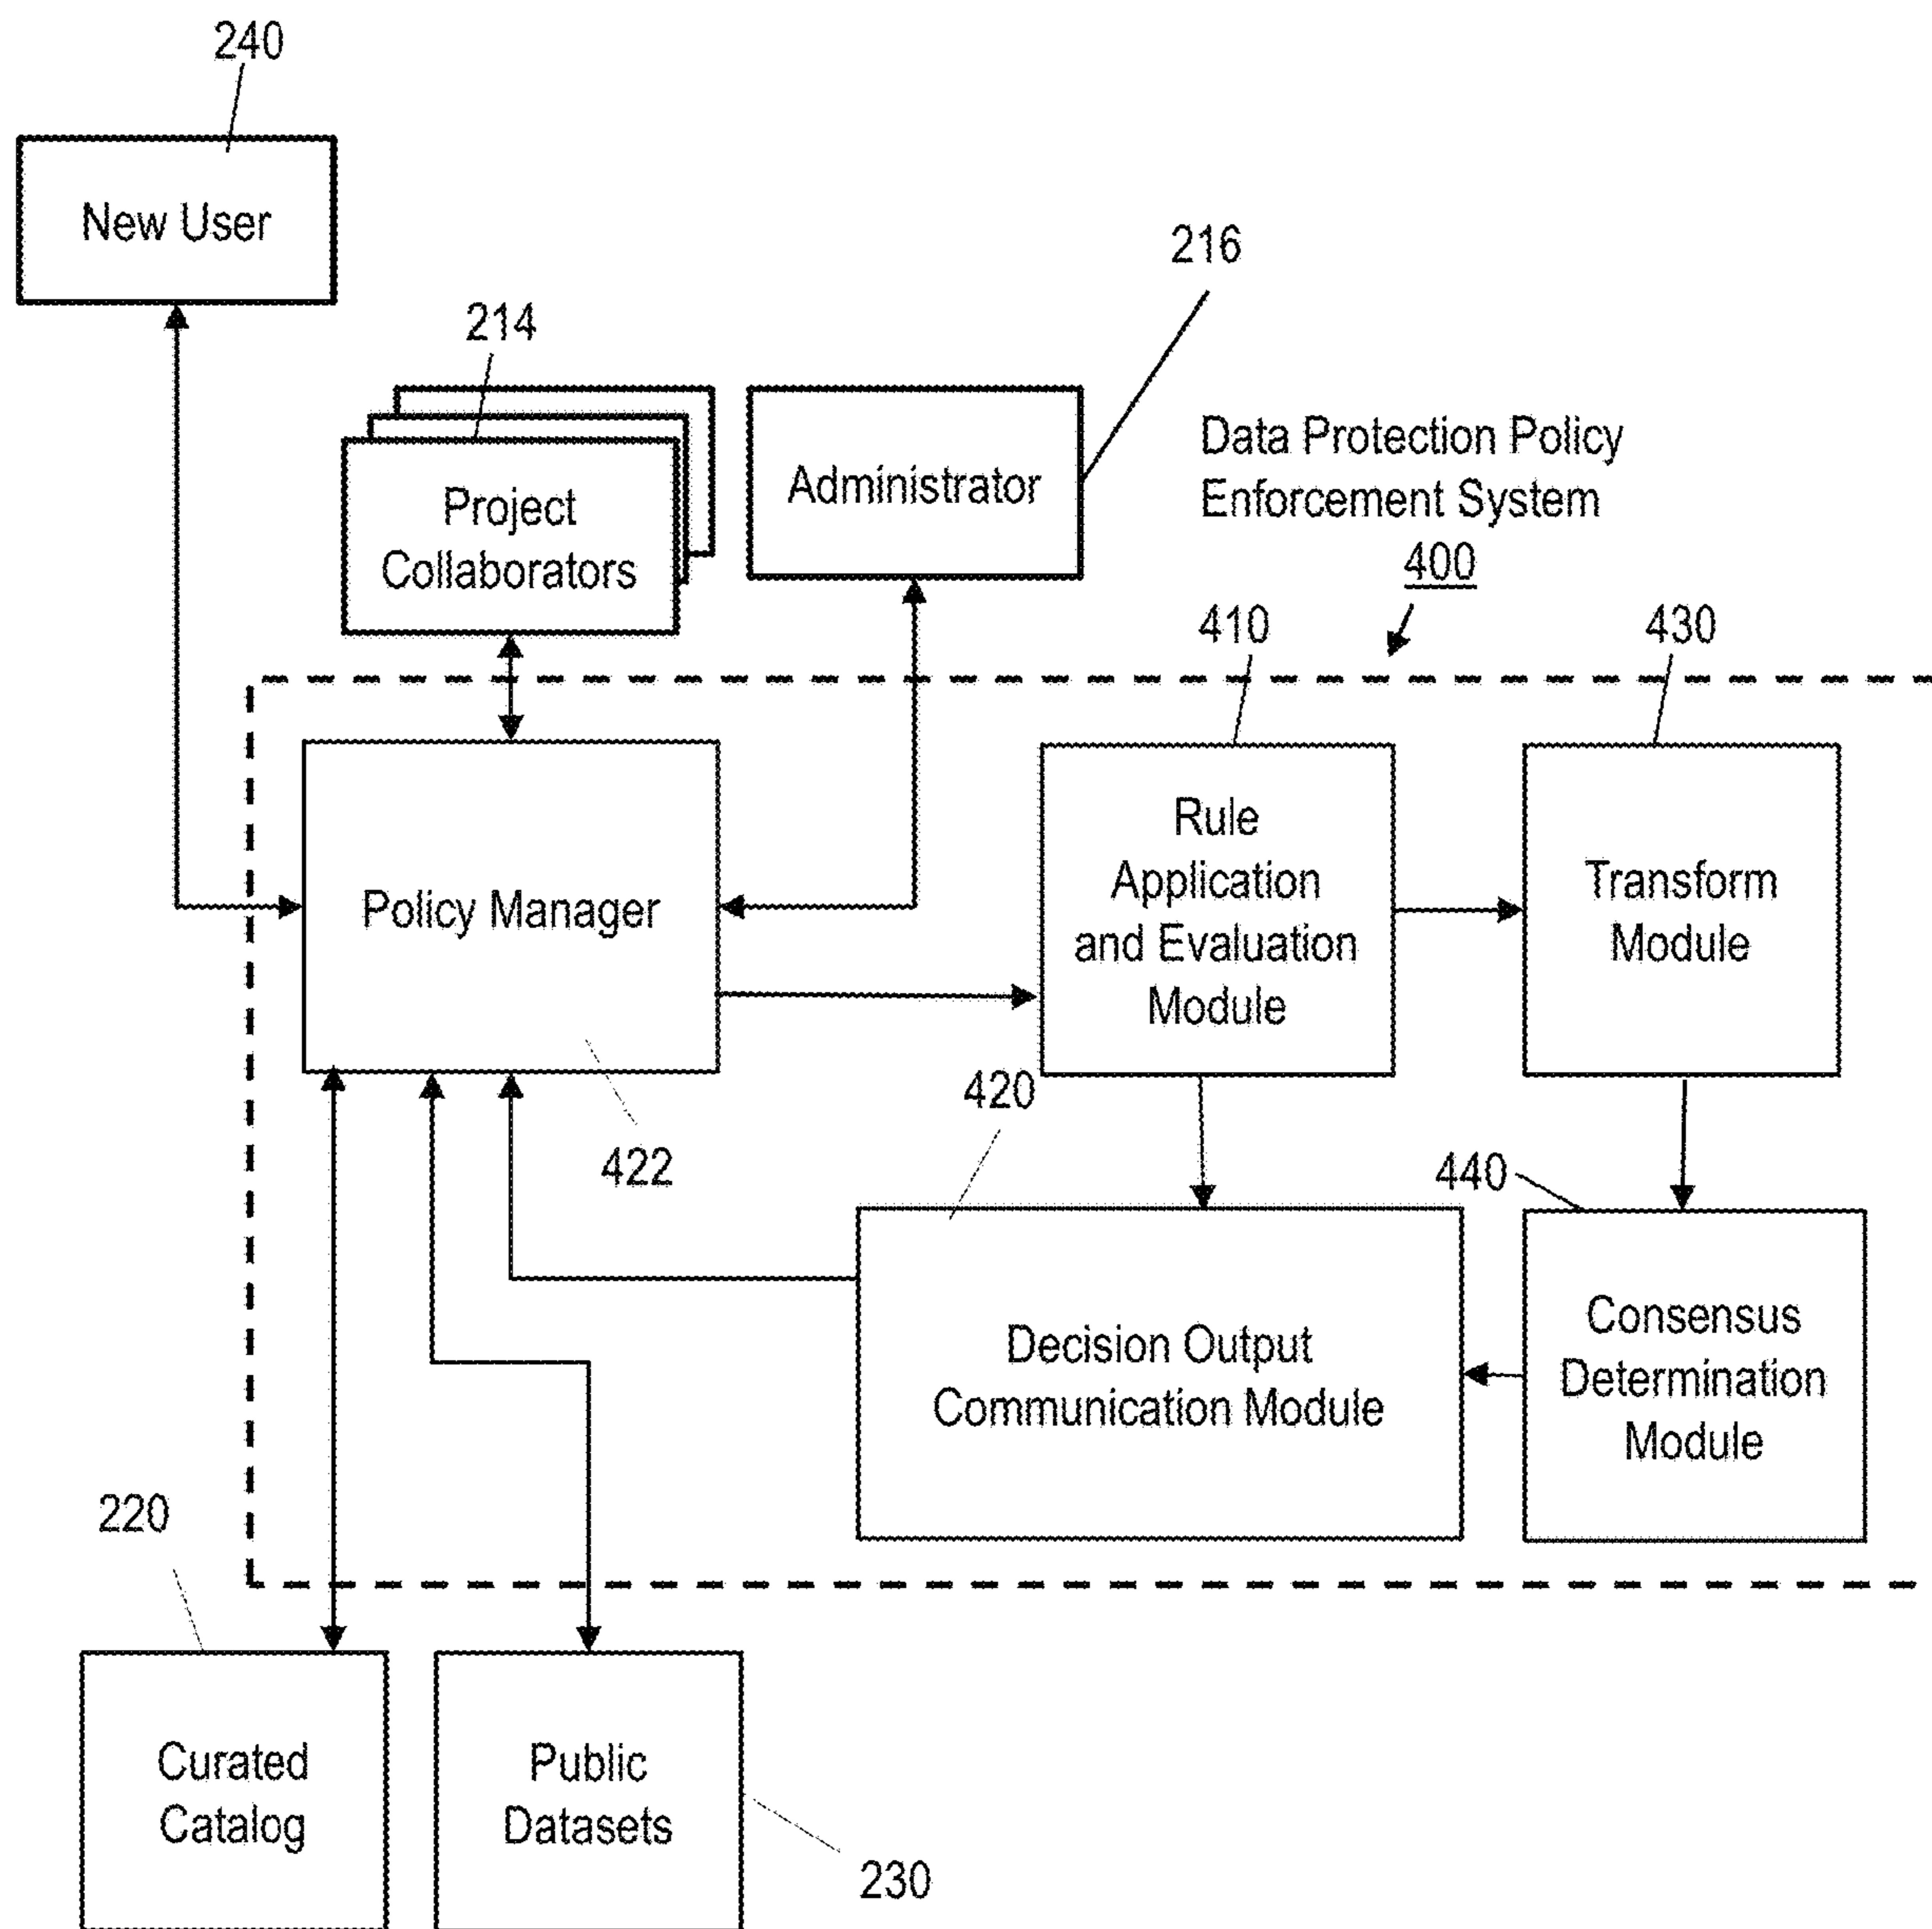 240
New User
216
214
Project
Collaborators
Administrator
Data Protection Policy
Enforcement System
400
410
430
Policy Manager
Rule
Application
and Evaluation
Module
Transform
Module
420
422
440
Decision Output
Communication Module
Consensus
Determination
Module
220
Curated
Catalog
Public
Datasets
230